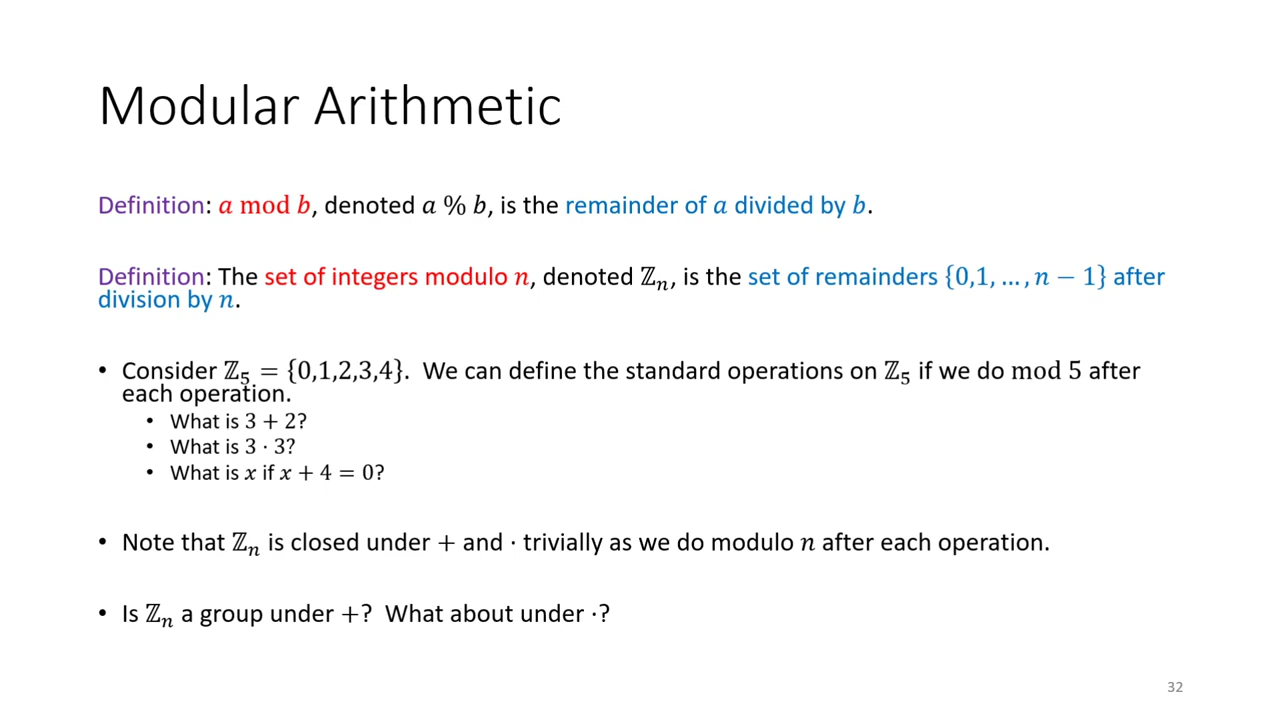 Modular Arithmetic
Definition: a mod b, denoted a % b, is the remainder of a divided by b.
Definition: The set of integers modulo n, denoted ℤₙ, is the set of remainders {0,1, … , n − 1} after
division by n.
• Consider ℤ₅ = {0,1,2,3,4}. We can define the standard operations on ℤ₅ if we do mod 5 after
each operation.
• What is 3 + 2?
• What is 3 · 3?
• What is x if x + 4 = 0?
• Note that ℤₙ is closed under + and · trivially as we do modulo n after each operation.
• Is ℤₙ a group under +? What about under ·?
32